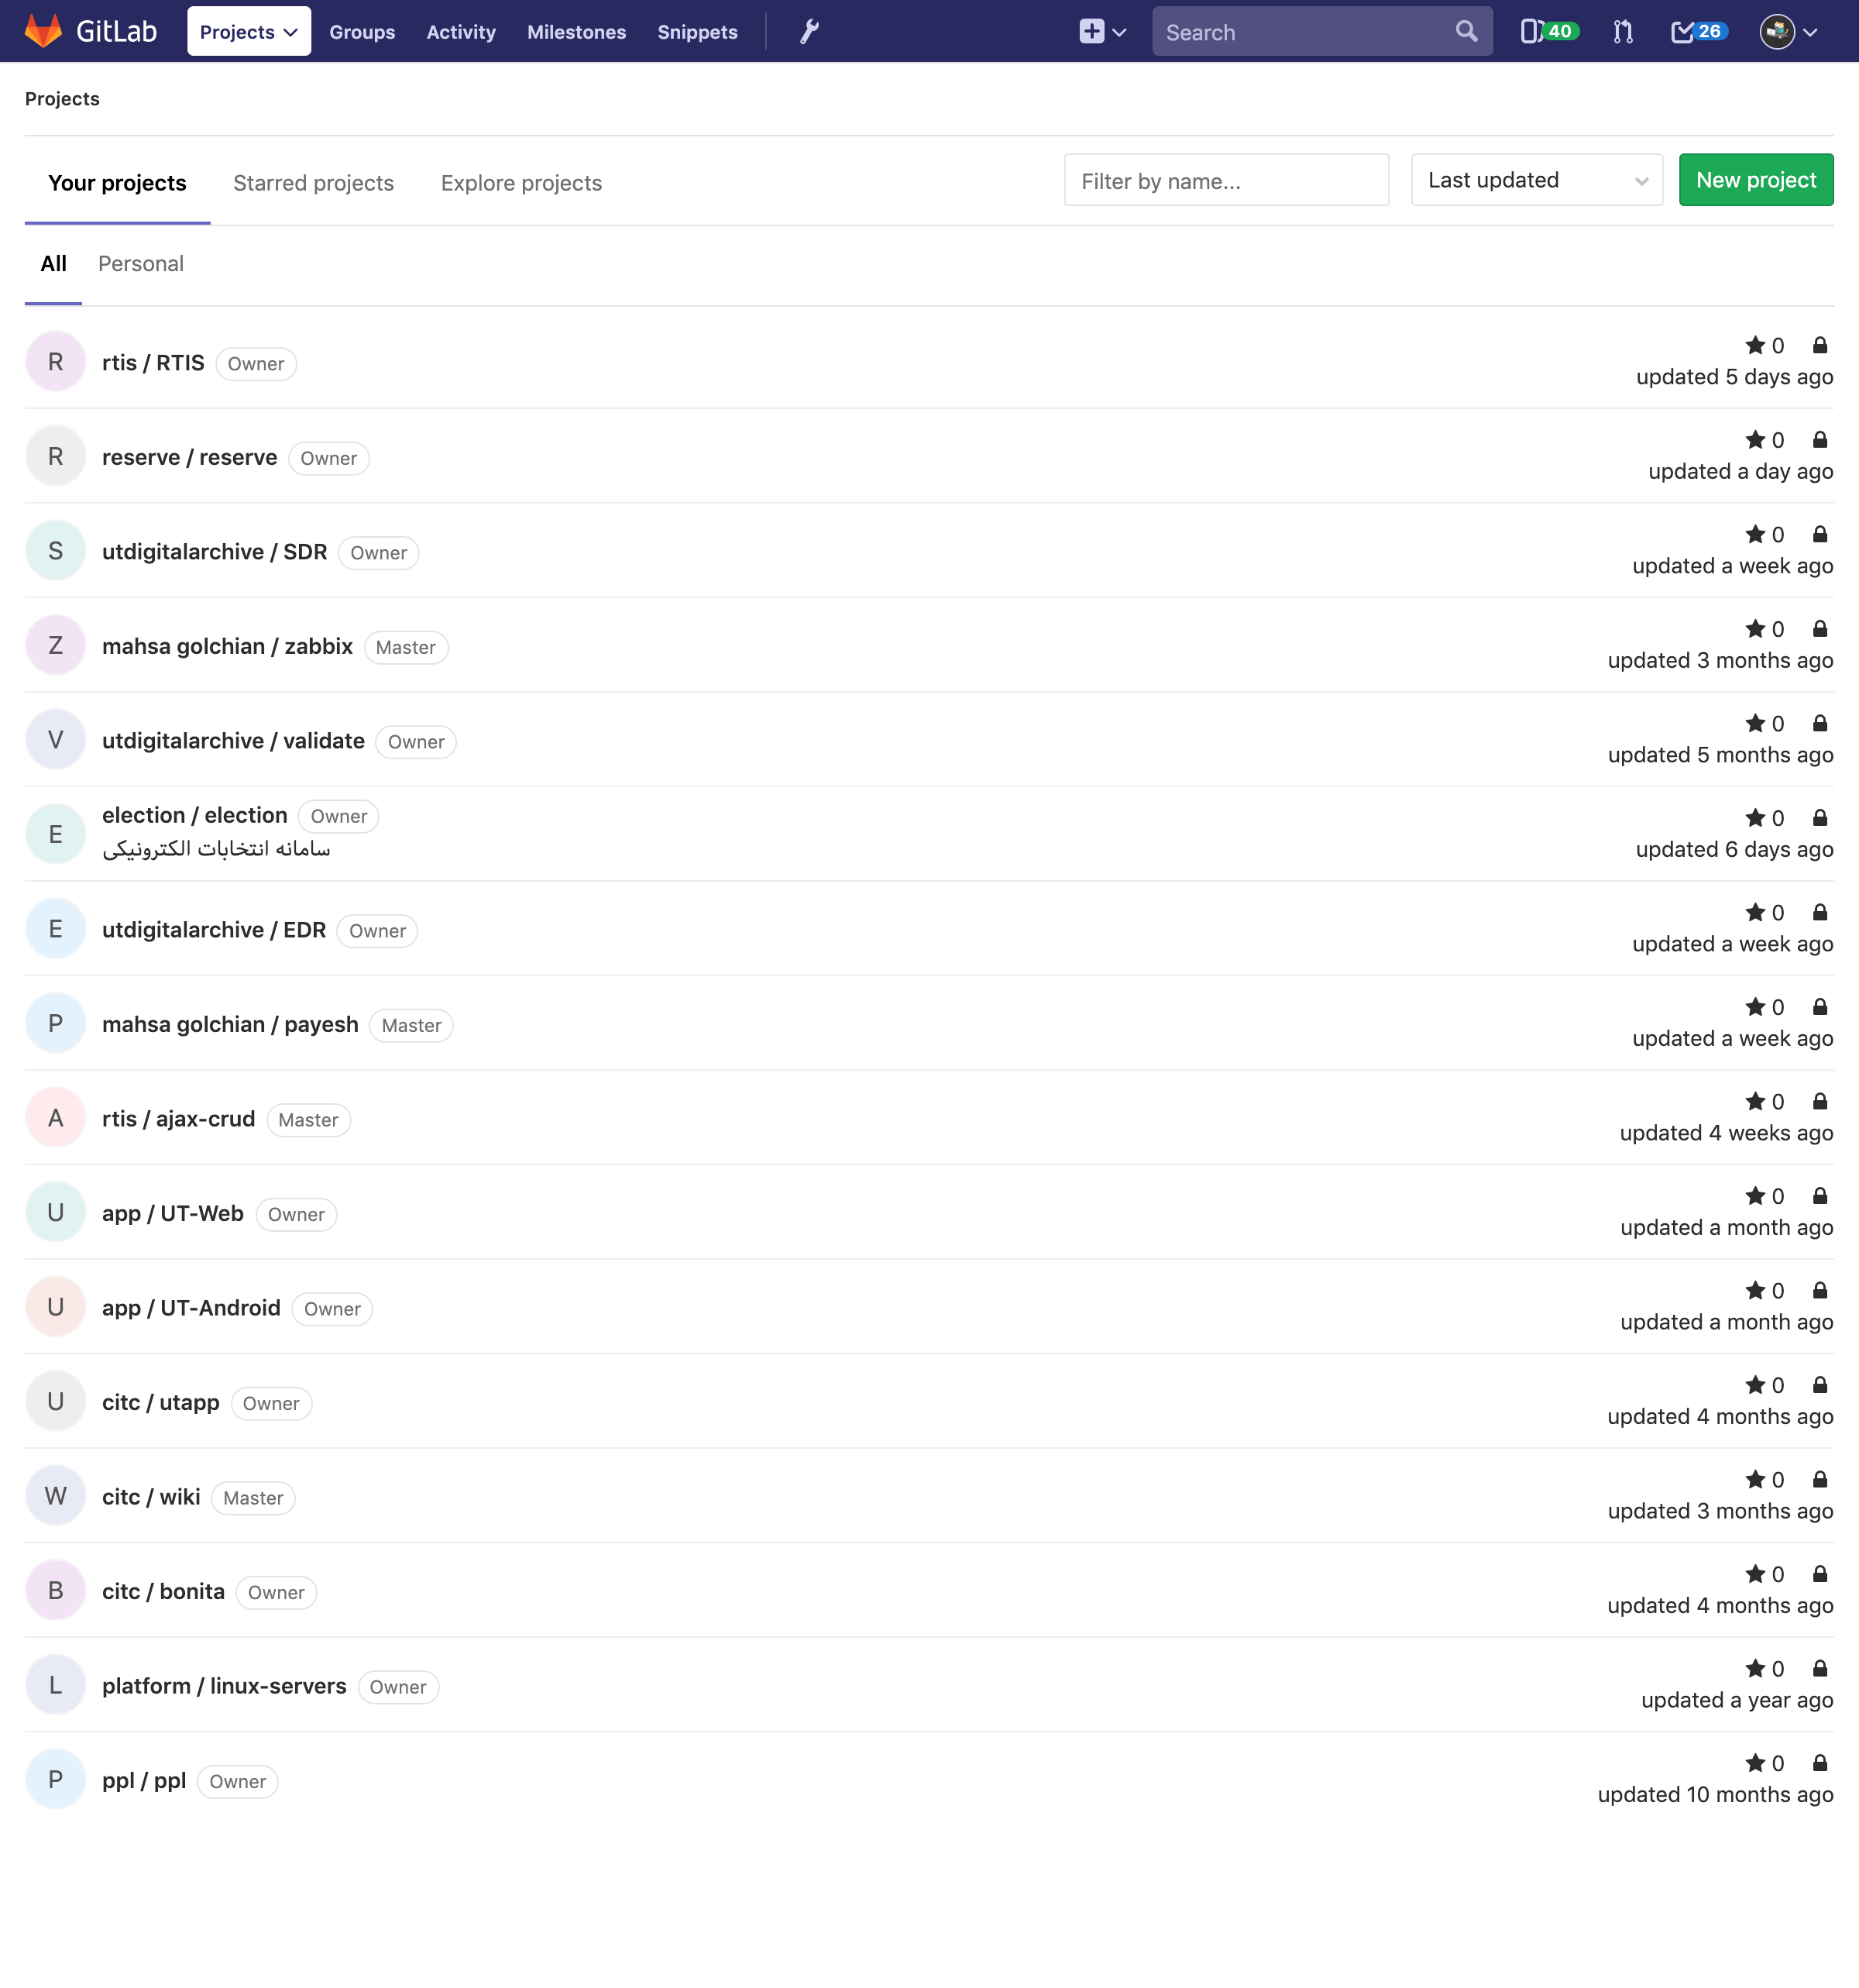 GitLab Projects Groups Activity Milestones Snippets Search 40 26
Projects
Your projects Starred projects Explore projects Filter by name... Last updated New project
All Personal
R rtis / RTIS Owner 0
updated 5 days ago
R reserve / reserve Owner 0
updated a day ago
S utdigitalarchive / SDR Owner 0
updated a week ago
Z mahsa golchian / zabbix Master 0
updated 3 months ago
V utdigitalarchive / validate Owner 0
updated 5 months ago
E election / election Owner 0
سامانه انتخابات الکترونیکی
updated 6 days ago
E utdigitalarchive / EDR Owner 0
updated a week ago
P mahsa golchian / payesh Master 0
updated a week ago
A rtis / ajax-crud Master 0
updated 4 weeks ago
U app / UT-Web Owner 0
updated a month ago
U app / UT-Android Owner 0
updated a month ago
U citc / utapp Owner 0
updated 4 months ago
W citc / wiki Master 0
updated 3 months ago
B citc / bonita Owner 0
updated 4 months ago
L platform / linux-servers Owner 0
updated a year ago
P ppl / ppl Owner 0
updated 10 months ago